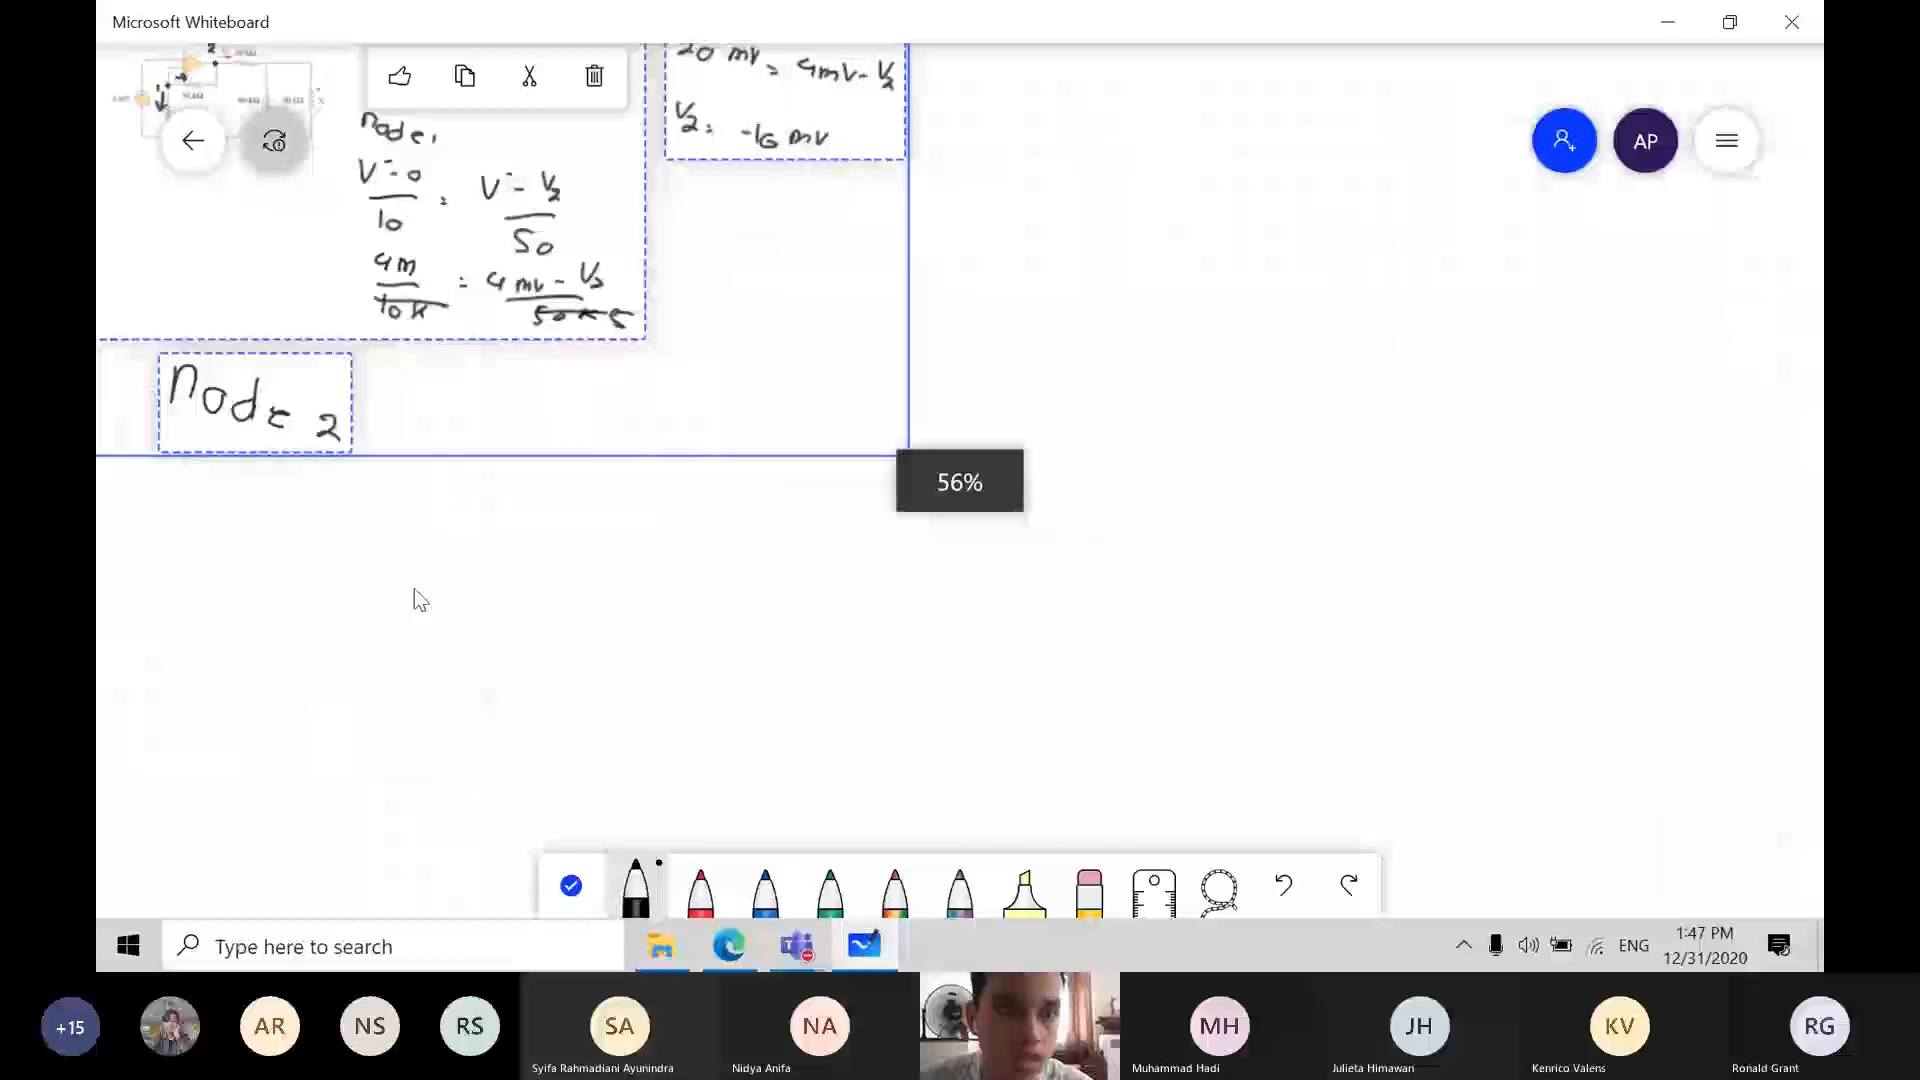 Microsoft Whiteboard
2
node 1
V⁻ - 0 / 10 = V⁻ - V2 / 50
4m / 10k = 4mv - V2 / 50k 5
20 mV = 4mV - V2
V2 = -16 mV
node 2
56%
AP
Type here to search
ENG
1:47 PM
12/31/2020
+15
AR
NS
RS
SA
NA
MH
JH
KV
RG
Syifa Rahmadiani Ayunindra
Nidya Anifa
Muhammad Hadi
Julieta Himawan
Kenrico Valens
Ronald Grant